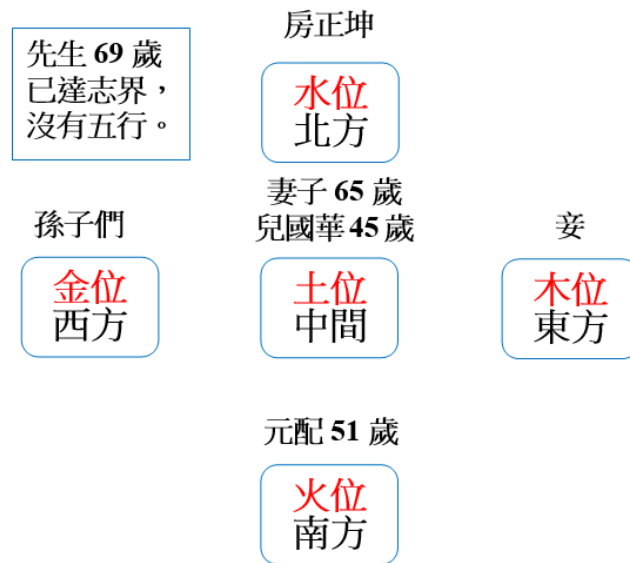 先生 69 歲
已達志界，
沒有五行。
房正坤
水位
北方
孫子們
金位
西方
妻子 65 歲
兒國華 45 歲
土位
中間
妾
木位
東方
元配 51 歲
火位
南方